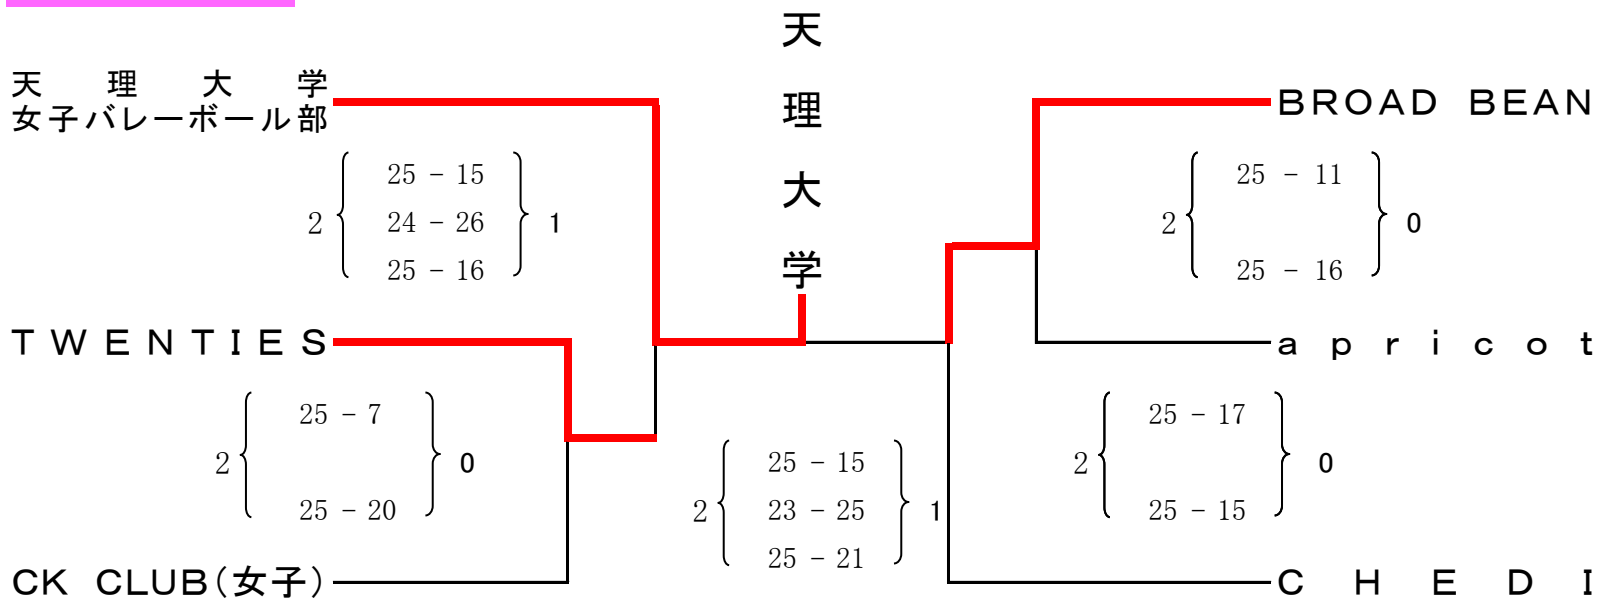 天理大学
天理大学
女子バレーボール部
BROAD BEAN
2 25 - 15 1
24 - 26
25 - 16
2 25 - 11 0
25 - 16
TWENTIES
apricot
2 25 - 7 0
25 - 20
2 25 - 15 1
23 - 25
25 - 21
2 25 - 17 0
25 - 15
CK CLUB(女子)
CHEDI